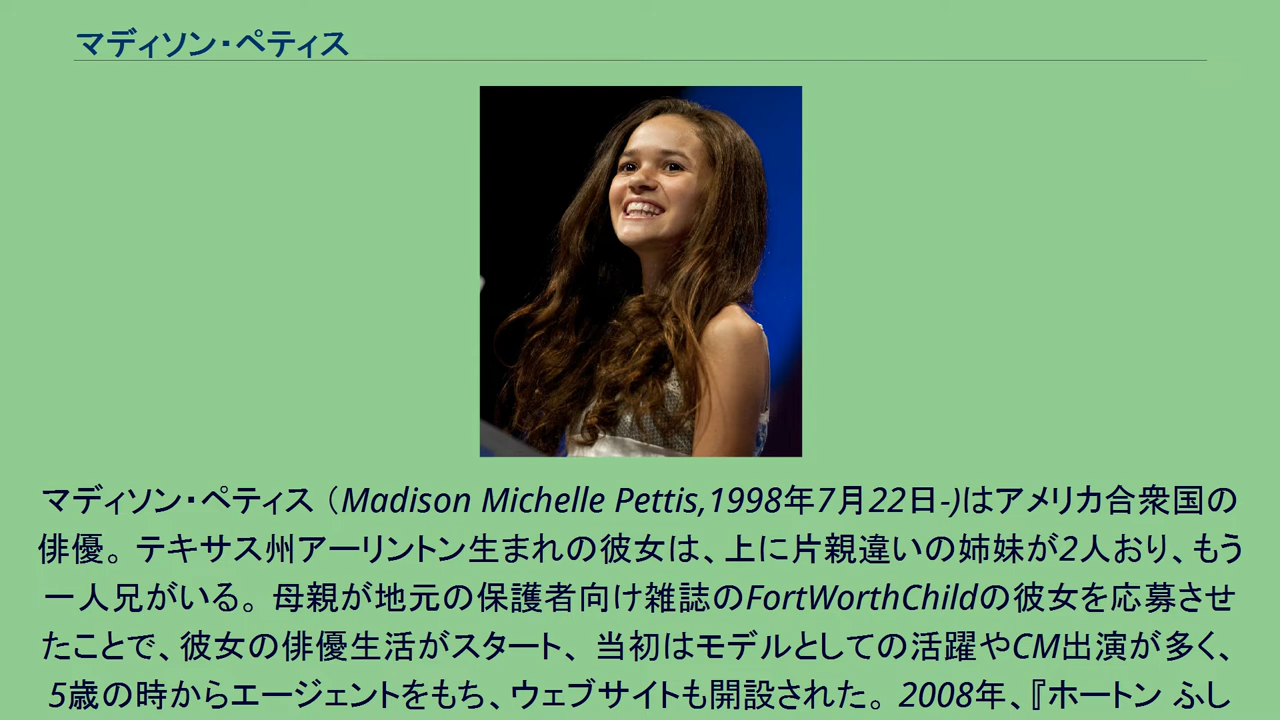 マディソン・ペティス
マディソン・ペティス（Madison Michelle Pettis,1998年7月22日-)はアメリカ合衆国の
俳優。テキサス州アーリントン生まれの彼女は、上に片親違いの姉妹が2人おり、もう
一人兄がいる。母親が地元の保護者向け雑誌のFortWorthChildの彼女を応募させ
たことで、彼女の俳優生活がスタート、当初はモデルとしての活躍やCM出演が多く、
5歳の時からエージェントをもち、ウェブサイトも開設された。2008年、『ホートン ふし